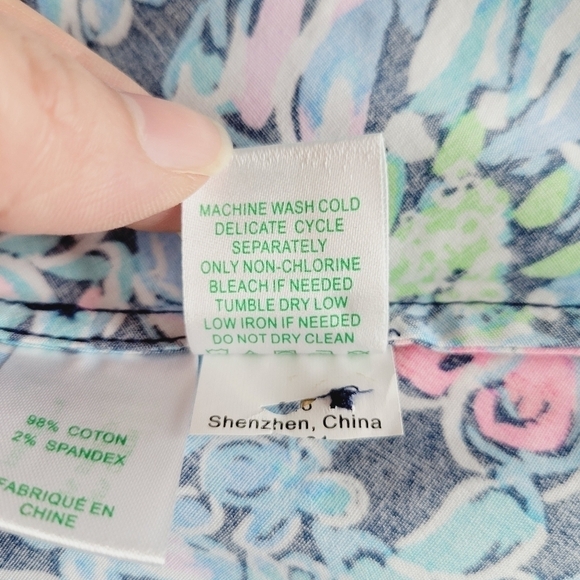 MACHINE WASH COLD
DELICATE CYCLE
SEPARATELY
ONLY NON-CHLORINE
BLEACH IF NEEDED
TUMBLE DRY LOW
LOW IRON IF NEEDED
DO NOT DRY CLEAN
Shenzhen, China
98% COTON
2% SPANDEX
FABRIQUÉ EN
CHINE